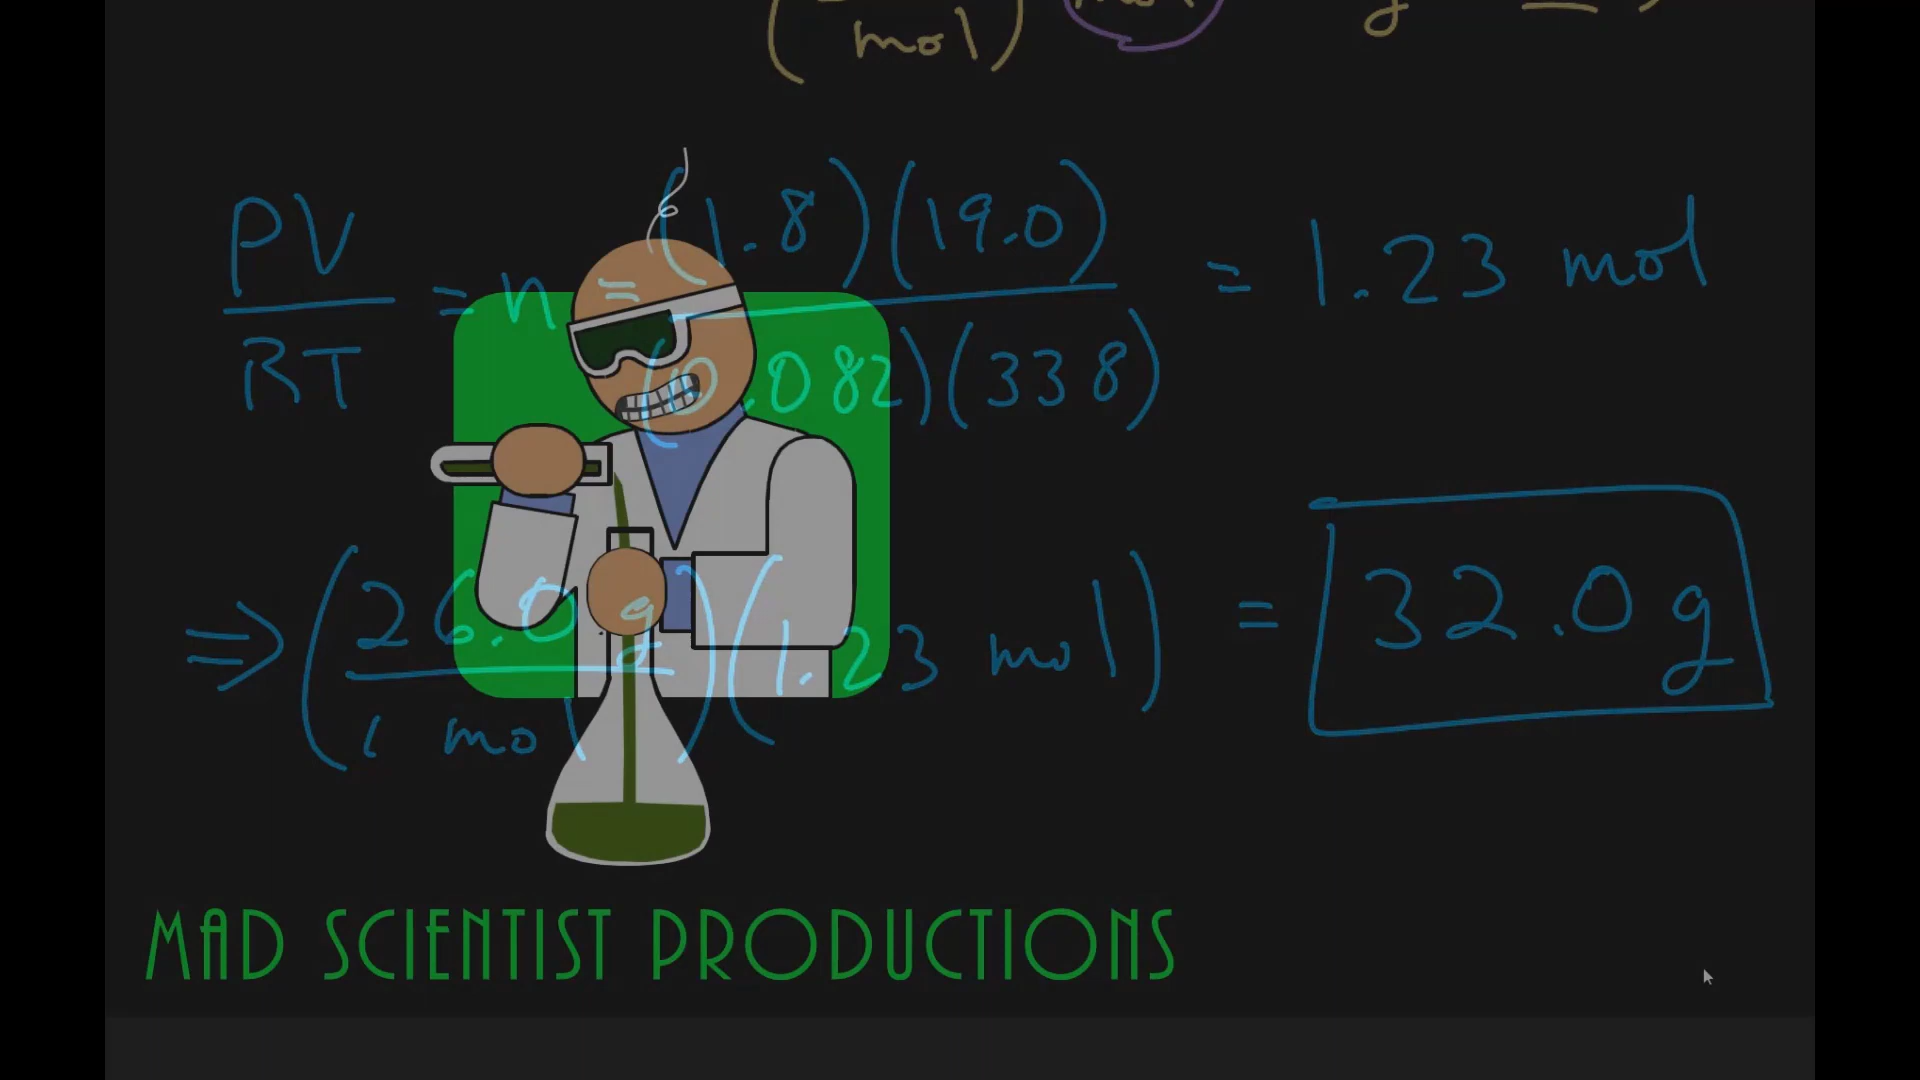 (mol)
PV/RT = n = (1.8)(19.0)/(0.082)(338) = 1.23 mol
⇒ (26.0 g/1 mol)(1.23 mol) = 32.0 g
MAD SCIENTIST PRODUCTIONS